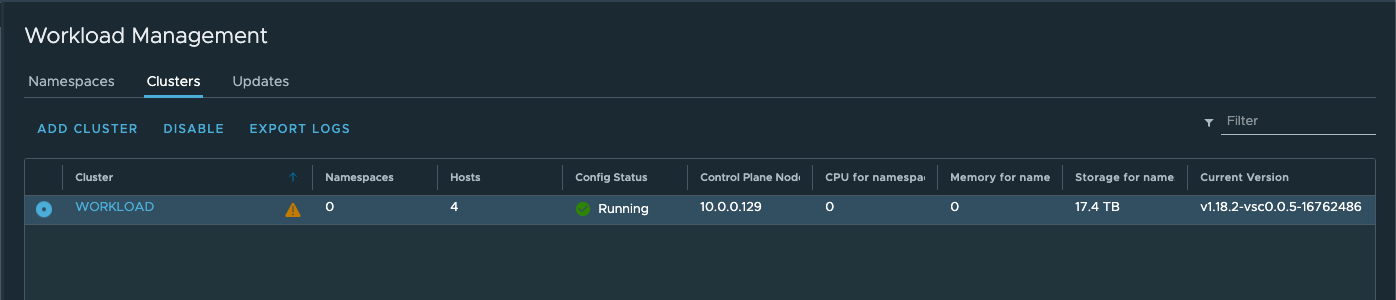 Workload Management
Namespaces Clusters Updates
ADD CLUSTER DISABLE EXPORT LOGS Filter
Cluster Namespaces Hosts Config Status Control Plane Node CPU for namespa Memory for name Storage for name Current Version
WORKLOAD 0 4 Running 10.0.0.129 0 0 17.4 TB v1.18.2-vsc0.0.5-16762486